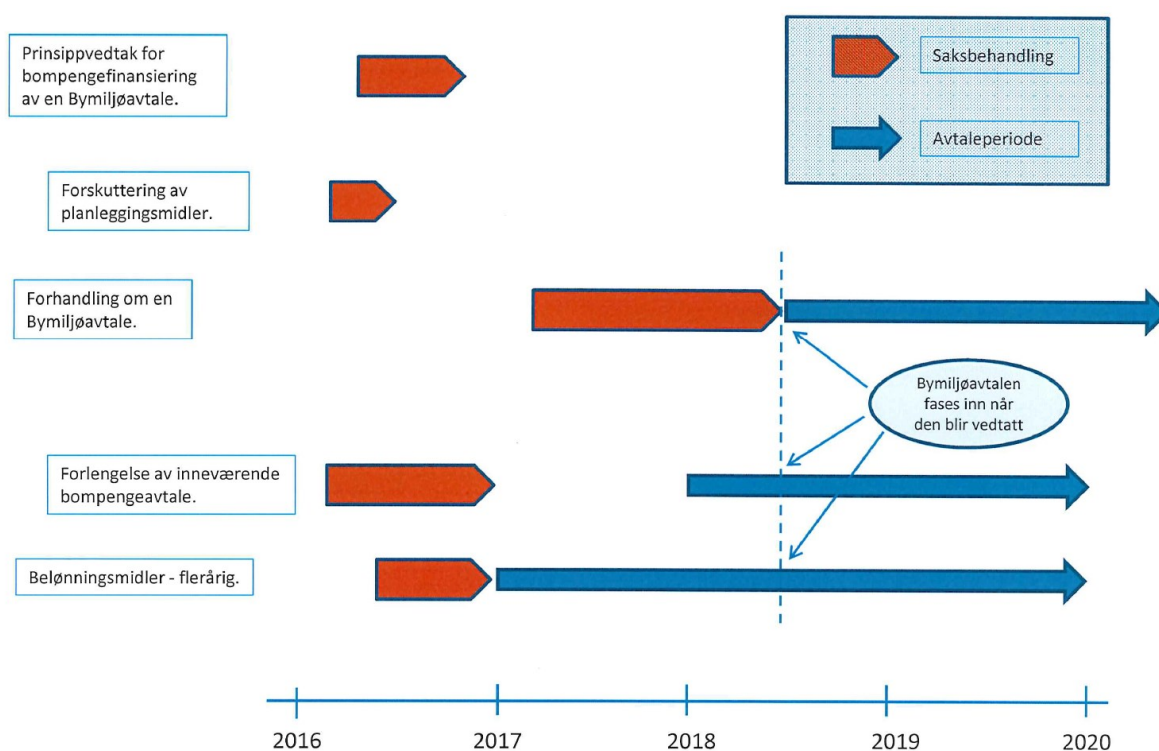 Prinsippvedtak for
bompengefinansiering
av en Bymiljøavtale.
Saksbehandling
Avtaleperiode
Forskuttering av
planleggingsmidler.
Forhandling om en
Bymiljøavtale.
Bymiljøavtalen
fases inn når
den blir vedtatt
Forlengelse av inneværende
bompengeavtale.
Belønningsmidler - flerårig.
2016
2017
2018
2019
2020